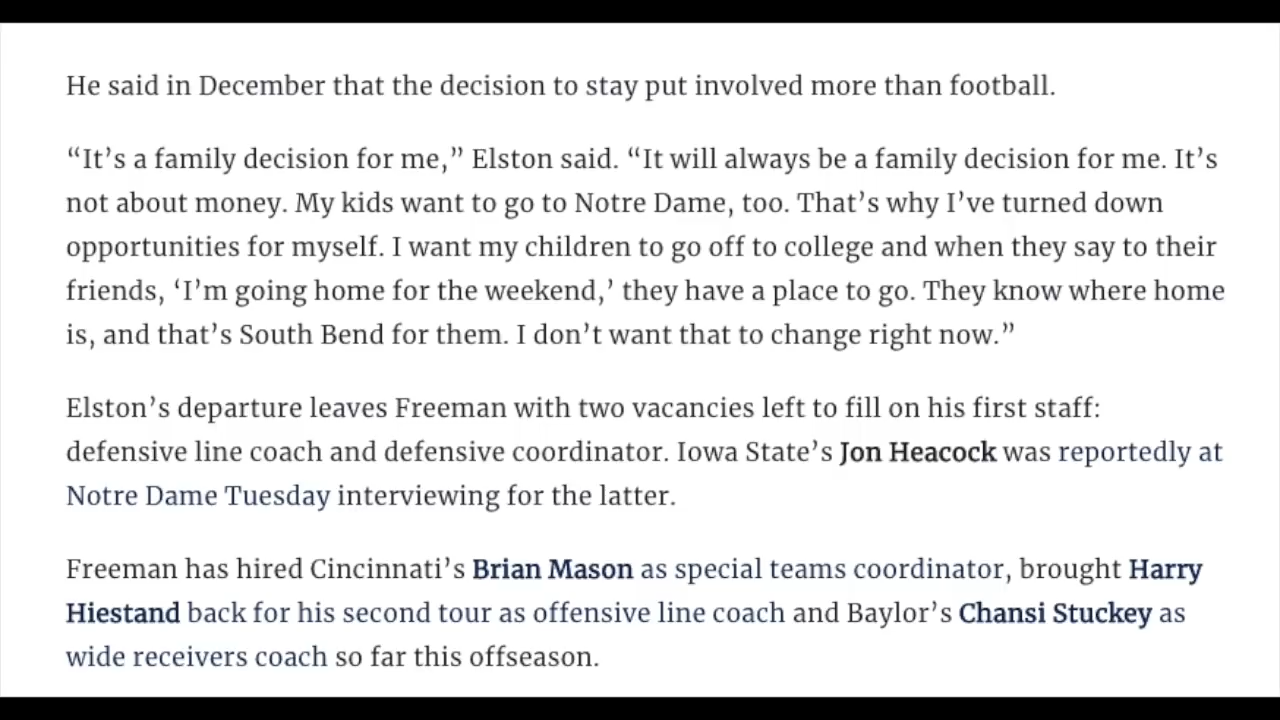 He said in December that the decision to stay put involved more than football.
“It’s a family decision for me,” Elston said. “It will always be a family decision for me. It’s
not about money. My kids want to go to Notre Dame, too. That’s why I’ve turned down
opportunities for myself. I want my children to go off to college and when they say to their
friends, ‘I’m going home for the weekend,’ they have a place to go. They know where home
is, and that’s South Bend for them. I don’t want that to change right now.”
Elston’s departure leaves Freeman with two vacancies left to fill on his first staff:
defensive line coach and defensive coordinator. Iowa State’s Jon Heacock was reportedly at
Notre Dame Tuesday interviewing for the latter.
Freeman has hired Cincinnati’s Brian Mason as special teams coordinator, brought Harry
Hiestand back for his second tour as offensive line coach and Baylor’s Chansi Stuckey as
wide receivers coach so far this offseason.